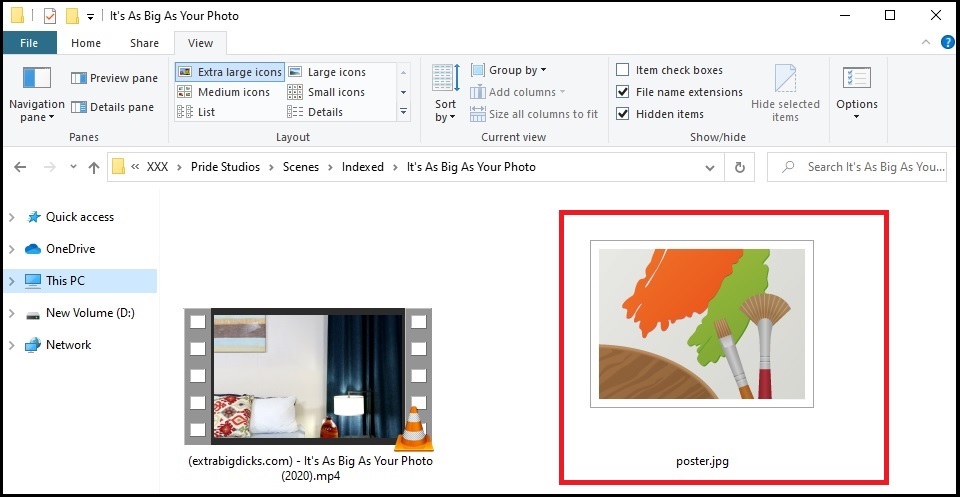 It's As Big As Your Photo
File Home Share View
Navigation pane
Preview pane
Details pane
Panes
Extra large icons Large icons
Medium icons Small icons
List Details
Layout
Sort by
Group by
Add columns
Size all columns to fit
Current view
Item check boxes
File name extensions
Hidden items
Hide selected items
Show/hide
Options
« XXX > Pride Studios > Scenes > Indexed > It's As Big As Your Photo
Search It's As Big As You...
Quick access
OneDrive
This PC
New Volume (D:)
Network
(extrabigdicks.com) - It's As Big As Your Photo
(2020).mp4
poster.jpg